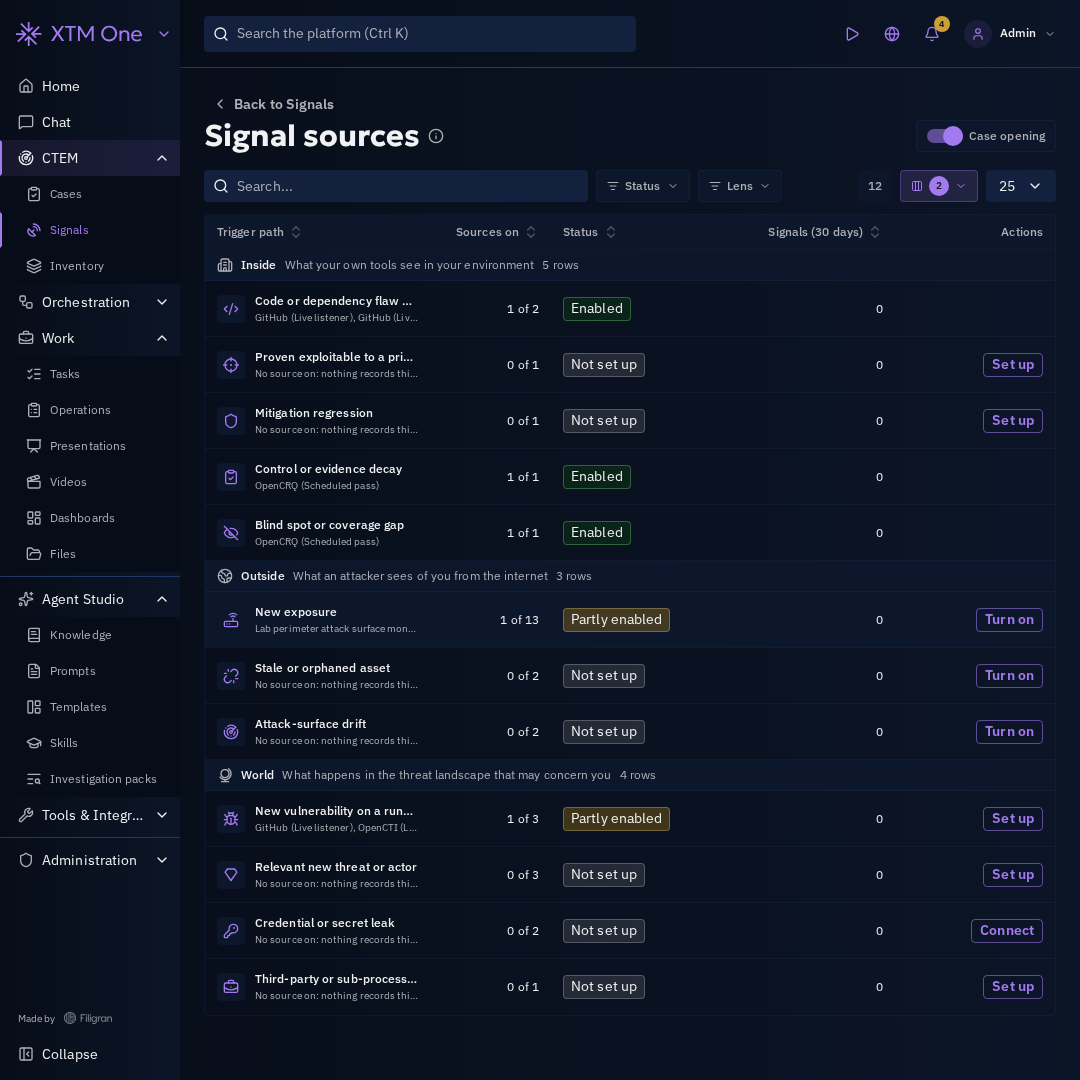 XTM One
Search the platform (Ctrl K)
4
Admin
Home
Chat
CTEM
Cases
Signals
Inventory
Orchestration
Work
Tasks
Operations
Presentations
Videos
Dashboards
Files
Agent Studio
Knowledge
Prompts
Templates
Skills
Investigation packs
Tools & Integr...
Administration
Made by Filigran
Collapse
Back to Signals
Signal sources
Case opening
Search...
Status
Lens
12
2
25
Trigger path Sources on Status Signals (30 days) Actions
Inside What your own tools see in your environment 5 rows
Code or dependency flaw ...
GitHub (Live listener), GitHub (Liv...
1 of 2 Enabled 0
Proven exploitable to a pri...
No source on: nothing records thi...
0 of 1 Not set up 0 Set up
Mitigation regression
No source on: nothing records thi...
0 of 1 Not set up 0 Set up
Control or evidence decay
OpenCRQ (Scheduled pass)
1 of 1 Enabled 0
Blind spot or coverage gap
OpenCRQ (Scheduled pass)
1 of 1 Enabled 0
Outside What an attacker sees of you from the internet 3 rows
New exposure
Lab perimeter attack surface mon...
1 of 13 Partly enabled 0 Turn on
Stale or orphaned asset
No source on: nothing records thi...
0 of 2 Not set up 0 Turn on
Attack-surface drift
No source on: nothing records thi...
0 of 2 Not set up 0 Turn on
World What happens in the threat landscape that may concern you 4 rows
New vulnerability on a run...
GitHub (Live listener), OpenCTI (L...
1 of 3 Partly enabled 0 Set up
Relevant new threat or actor
No source on: nothing records thi...
0 of 3 Not set up 0 Set up
Credential or secret leak
No source on: nothing records thi...
0 of 2 Not set up 0 Connect
Third-party or sub-process...
No source on: nothing records thi...
0 of 1 Not set up 0 Set up